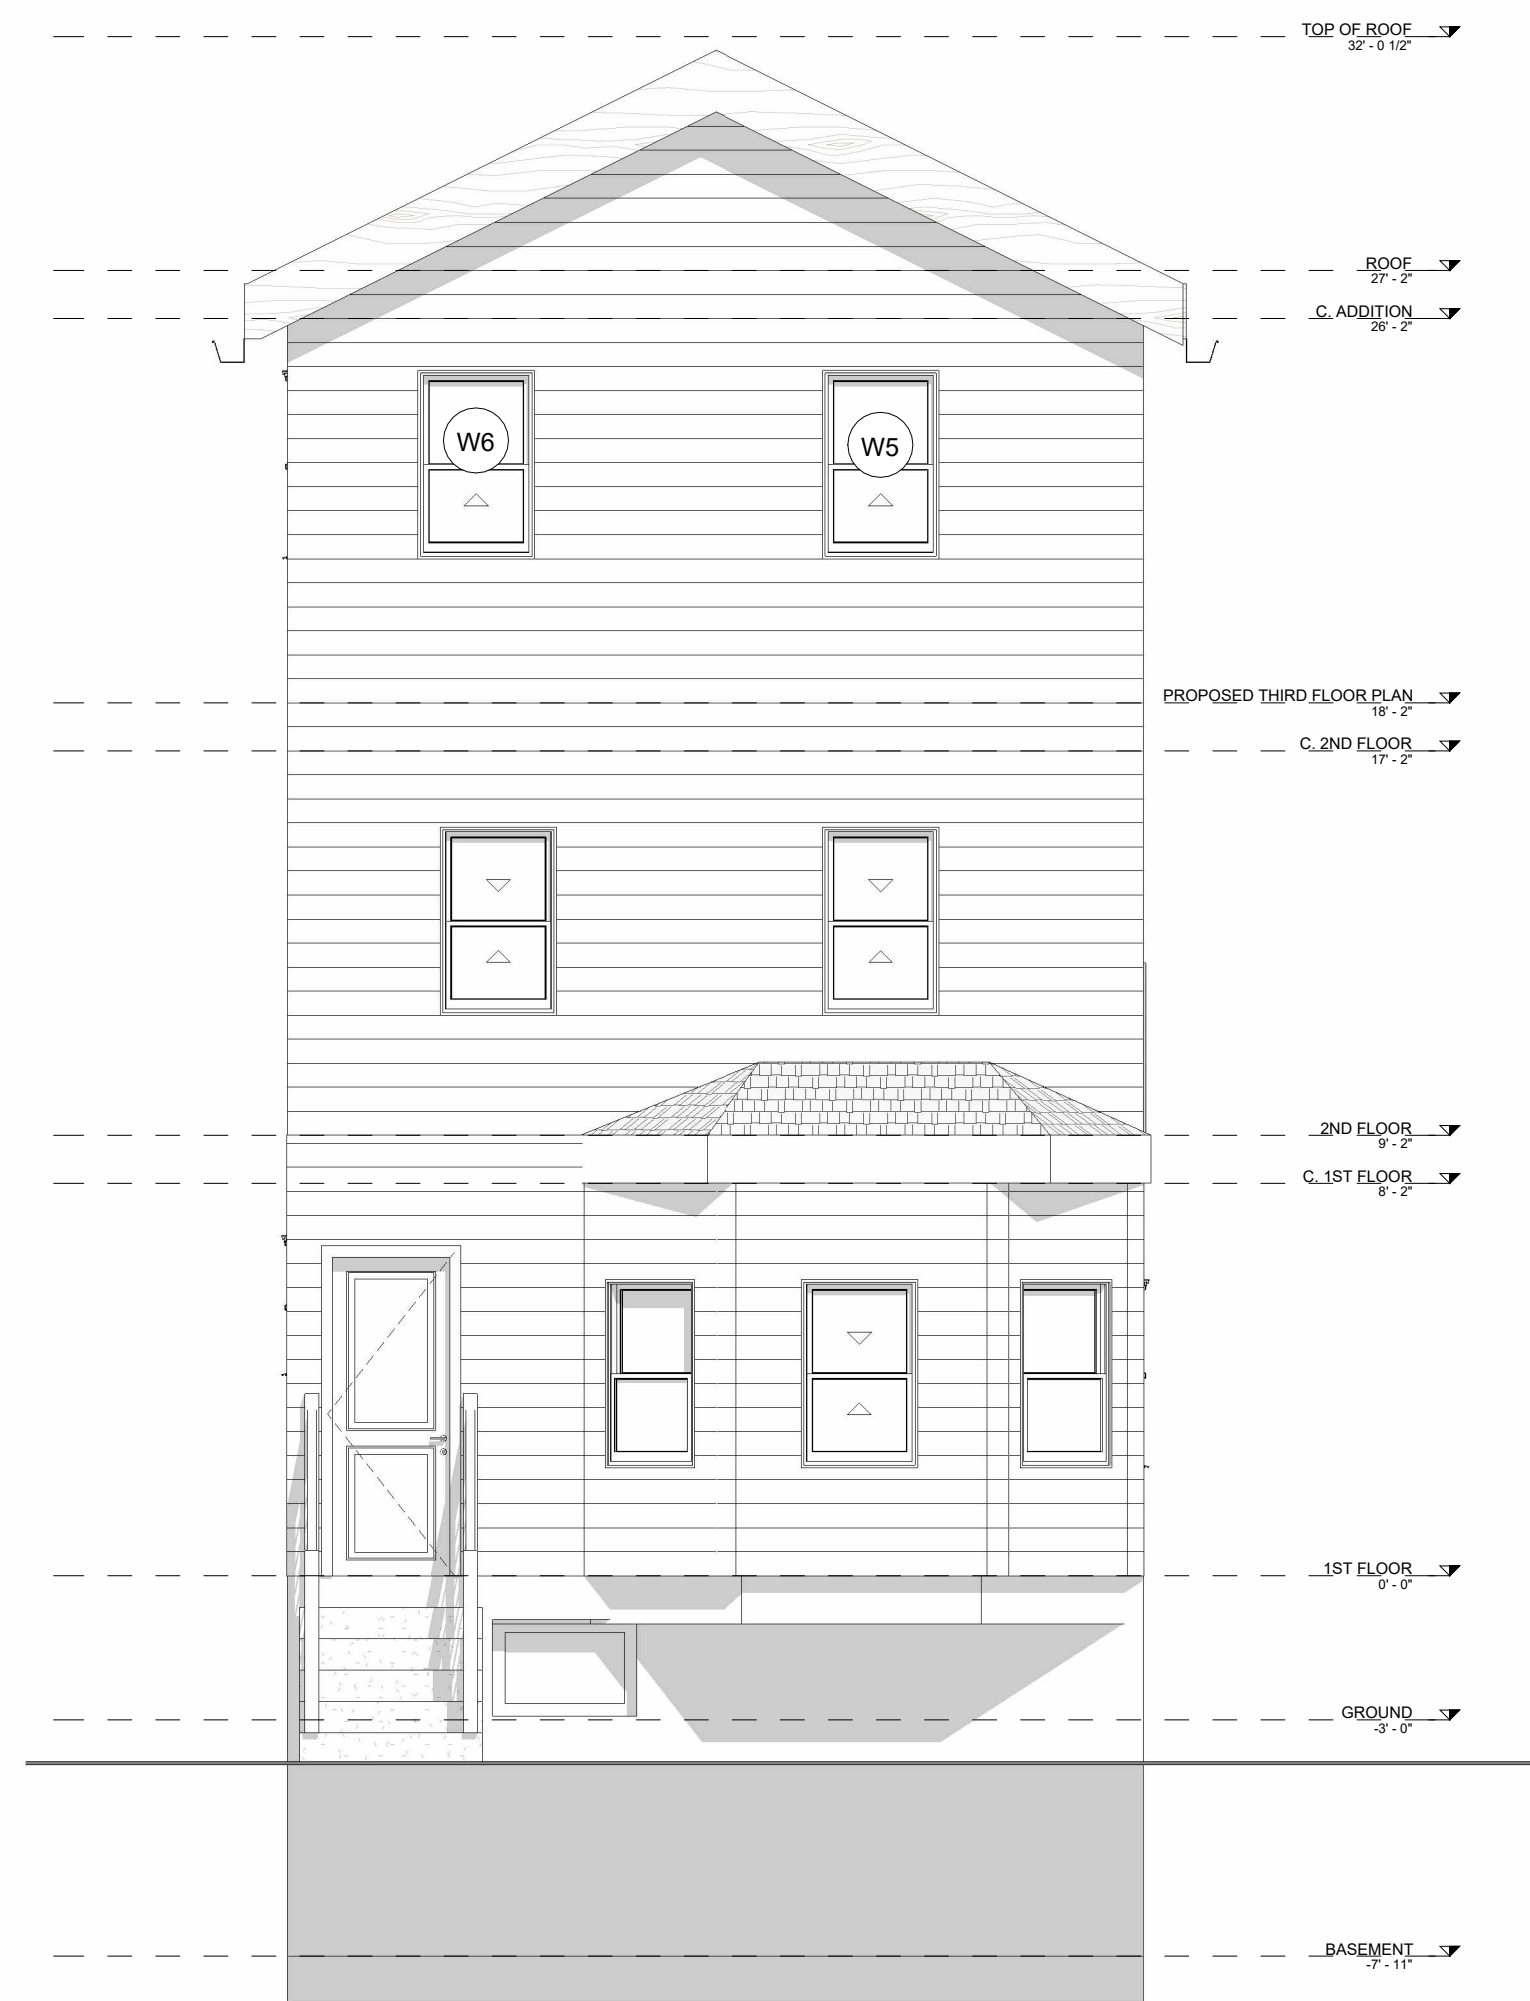 TOP OF ROOF
32' - 0 1/2"
ROOF
27' - 2"
C. ADDITION
26' - 2"
W6
W5
PROPOSED THIRD FLOOR PLAN
18' - 2"
C. 2ND FLOOR
17' - 2"
2ND FLOOR
9' - 2"
C. 1ST FLOOR
8' - 2"
1ST FLOOR
0' - 0"
GROUND
-3' - 0"
BASEMENT
-7' - 11"